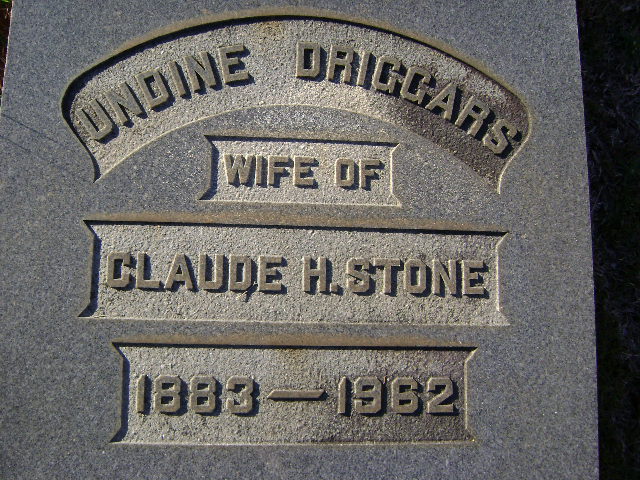 UNDINE DRIGGARS
WIFE OF
CLAUDE H. STONE
1883 — 1962